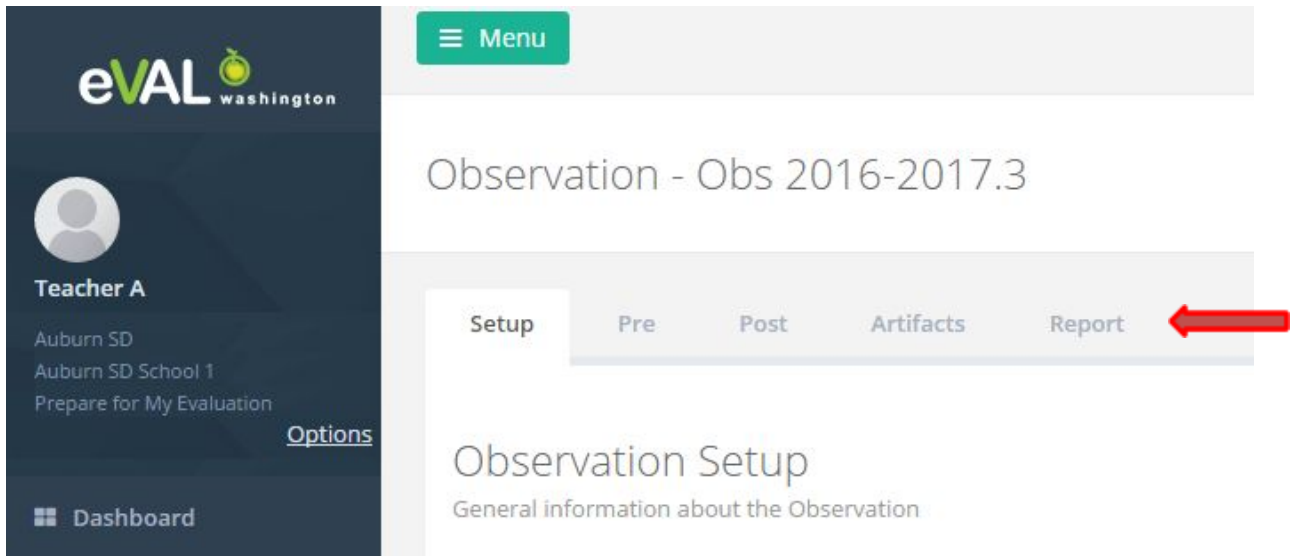 eVAL washington
Teacher A
Auburn SD
Auburn SD School 1
Prepare for My Evaluation
Options
Dashboard
Menu
Observation - Obs 2016-2017.3
Setup Pre Post Artifacts Report
Observation Setup
General information about the Observation